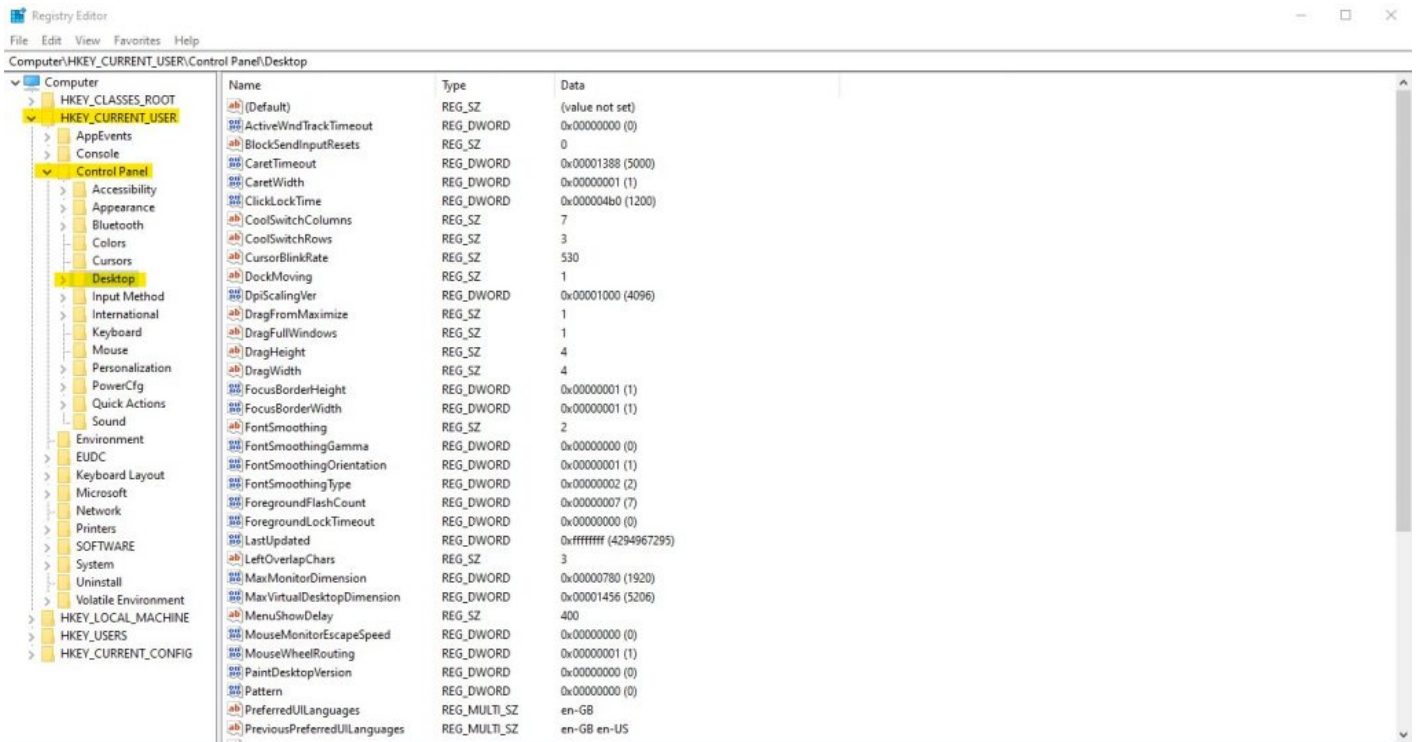 Registry Editor
File Edit View Favorites Help
Computer\HKEY_CURRENT_USER\Control Panel\Desktop
Computer
HKEY_CLASSES_ROOT
HKEY_CURRENT_USER
AppEvents
Console
Control Panel
Accessibility
Appearance
Bluetooth
Colors
Cursors
Desktop
Input Method
International
Keyboard
Mouse
Personalization
PowerCfg
Quick Actions
Sound
Environment
EUDC
Keyboard Layout
Microsoft
Network
Printers
SOFTWARE
System
Uninstall
Volatile Environment
HKEY_LOCAL_MACHINE
HKEY_USERS
HKEY_CURRENT_CONFIG
Name Type Data
(Default) REG_SZ (value not set)
ActiveWndTrackTimeout REG_DWORD 0x00000000 (0)
BlockSendInputResets REG_SZ 0
CaretTimeout REG_DWORD 0x00001388 (5000)
CaretWidth REG_DWORD 0x00000001 (1)
ClickLockTime REG_DWORD 0x000004b0 (1200)
CoolSwitchColumns REG_SZ 7
CoolSwitchRows REG_SZ 3
CursorBlinkRate REG_SZ 530
DockMoving REG_SZ 1
DpiScalingVer REG_DWORD 0x00001000 (4096)
DragFromMaximize REG_SZ 1
DragFullWindows REG_SZ 1
DragHeight REG_SZ 4
DragWidth REG_SZ 4
FocusBorderHeight REG_DWORD 0x00000001 (1)
FocusBorderWidth REG_DWORD 0x00000001 (1)
FontSmoothing REG_SZ 2
FontSmoothingGamma REG_DWORD 0x00000000 (0)
FontSmoothingOrientation REG_DWORD 0x00000001 (1)
FontSmoothingType REG_DWORD 0x00000002 (2)
ForegroundFlashCount REG_DWORD 0x00000007 (7)
ForegroundLockTimeout REG_DWORD 0x00000000 (0)
LastUpdated REG_DWORD 0xffffffff (4294967295)
LeftOverlapChars REG_SZ 3
MaxMonitorDimension REG_DWORD 0x00000780 (1920)
MaxVirtualDesktopDimension REG_DWORD 0x00001456 (5206)
MenuShowDelay REG_SZ 400
MouseMonitorEscapeSpeed REG_DWORD 0x00000000 (0)
MouseWheelRouting REG_DWORD 0x00000001 (1)
PaintDesktopVersion REG_DWORD 0x00000000 (0)
Pattern REG_DWORD 0x00000000 (0)
PreferredUILanguages REG_MULTI_SZ en-GB
PreviousPreferredUILanguages REG_MULTI_SZ en-GB en-US